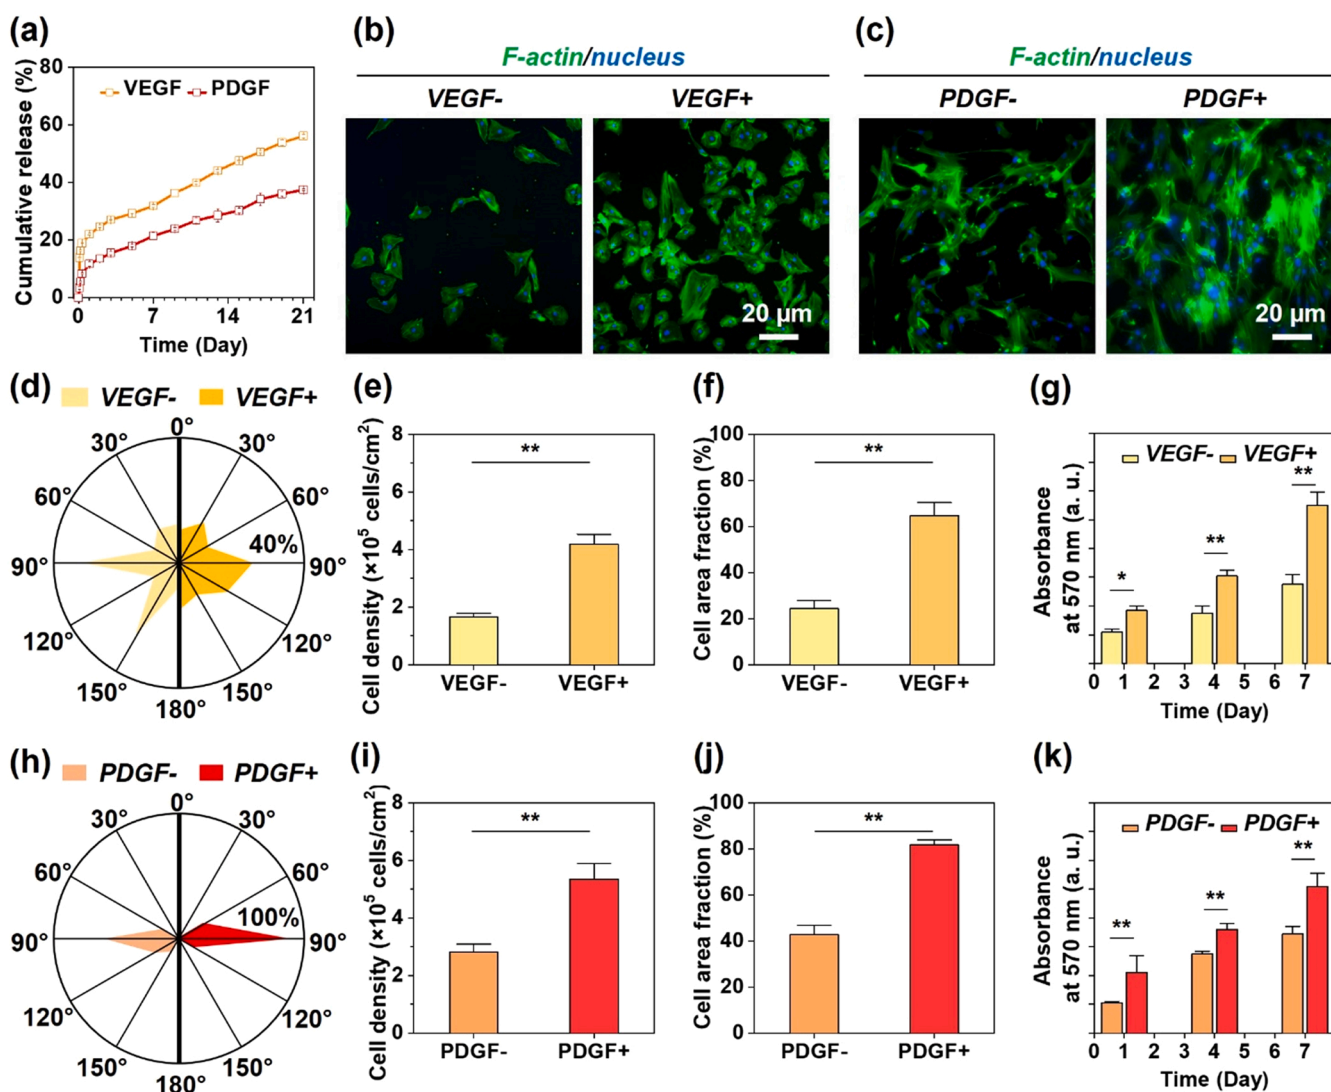 (a)
80
60
40
20
0
VEGF PDGF
Cumulative release (%)
0 7 14 21
Time (Day)
(b)
F-actin/nucleus
VEGF- VEGF+
20 μm
(c)
F-actin/nucleus
PDGF- PDGF+
20 μm
(d)
VEGF- VEGF+
0°
30° 30°
60° 60°
40%
90° 90°
120° 120°
150° 150°
180°
(e)
8
6
4
2
0
Cell density (×10⁵ cells/cm²)
**
VEGF- VEGF+
(f)
100
80
60
40
20
0
Cell area fraction (%)
**
VEGF- VEGF+
(g)
VEGF- VEGF+
Absorbance
at 570 nm (a. u.)
* ** **
0 1 2 3 4 5 6 7
Time (Day)
(h)
PDGF- PDGF+
0°
30° 30°
60° 60°
100%
90° 90°
120° 120°
150° 150°
180°
(i)
8
6
4
2
0
Cell density (×10⁵ cells/cm²)
**
PDGF- PDGF+
(j)
100
80
60
40
20
0
Cell area fraction (%)
**
PDGF- PDGF+
(k)
PDGF- PDGF+
Absorbance
at 570 nm (a. u.)
** ** **
0 1 2 3 4 5 6 7
Time (Day)